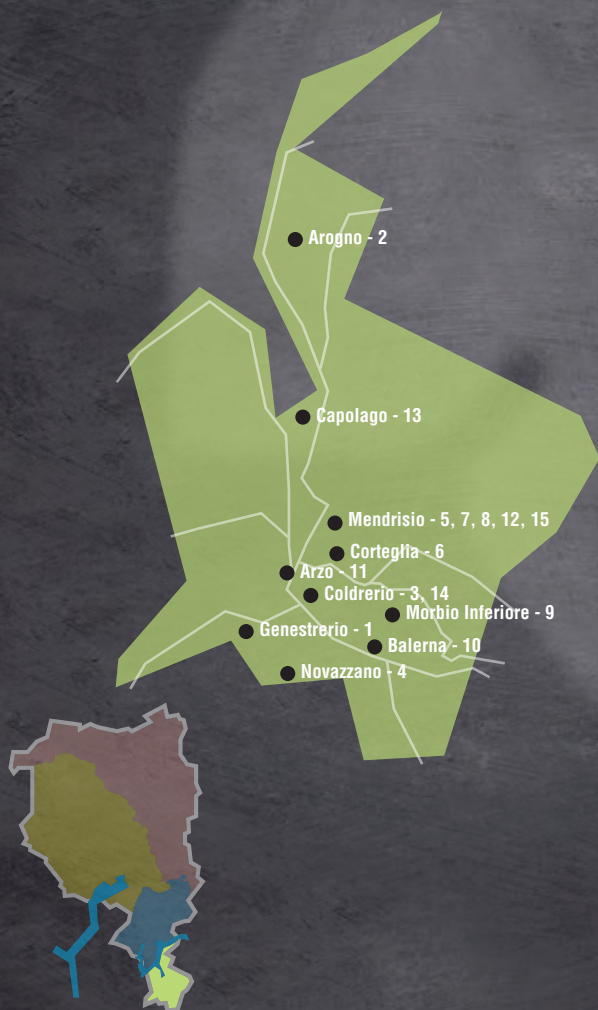 Arogno - 2
Capolago - 13
Mendrisio - 5, 7, 8, 12, 15
Corteglia - 6
Arzo - 11
Coldrerio - 3, 14
Morbio Inferiore - 9
Genestrerio - 1
Balerna - 10
Novazzano - 4